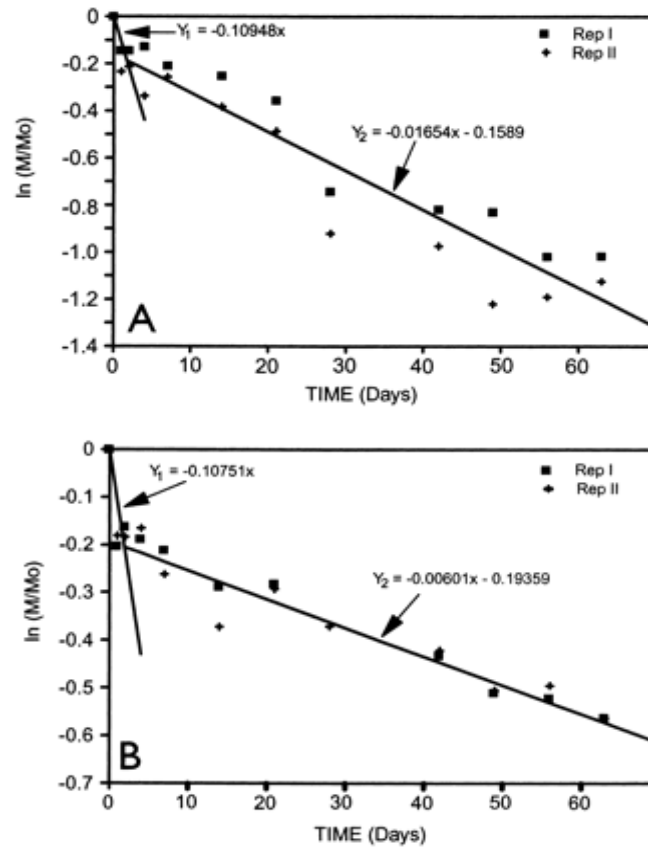 0
Y1 = -0.10948x
Rep I
Rep II
-0.2
-0.4
Y2 = -0.01654x - 0.1589
-0.6
-0.8
-1.0
-1.2
-1.4
ln (M/Mo)
A
0 10 20 30 40 50 60
TIME (Days)
0
Y1 = -0.10751x
Rep I
Rep II
-0.1
-0.2
-0.3
Y2 = -0.00601x - 0.19359
-0.4
-0.5
-0.6
-0.7
ln (M/Mo)
B
0 10 20 30 40 50 60
TIME (Days)